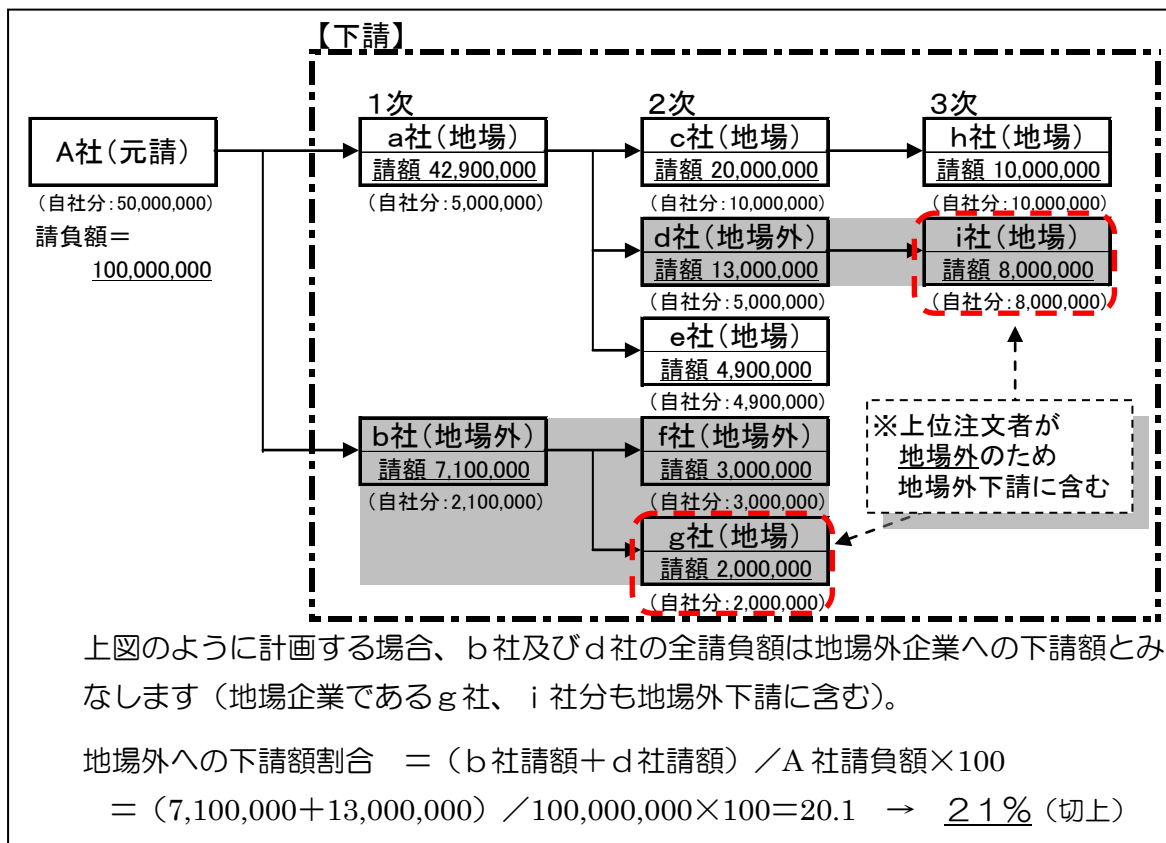 【下請】
1次
2次
3次
A社(元請)
(自社分:50,000,000)
請負額=
100,000,000
a社(地場)
請額 42,900,000
(自社分:5,000,000)
c社(地場)
請額 20,000,000
(自社分:10,000,000)
h社(地場)
請額 10,000,000
(自社分:10,000,000)
d社(地場外)
請額 13,000,000
(自社分:5,000,000)
i社(地場)
請額 8,000,000
(自社分:8,000,000)
e社(地場)
請額 4,900,000
(自社分:4,900,000)
b社(地場外)
請額 7,100,000
(自社分:2,100,000)
f社(地場外)
請額 3,000,000
(自社分:3,000,000)
g社(地場)
請額 2,000,000
(自社分:2,000,000)
※上位注文者が
地場外のため
地場外下請に含む
上図のように計画する場合、b社及びd社の全請負額は地場外企業への下請額とみ
なします(地場企業であるg社、i社分も地場外下請に含む)。
地場外への下請額割合 =(b社請額+d社請額)/A社請負額×100
=(7,100,000+13,000,000)/100,000,000×100=20.1 → 21%(切上)